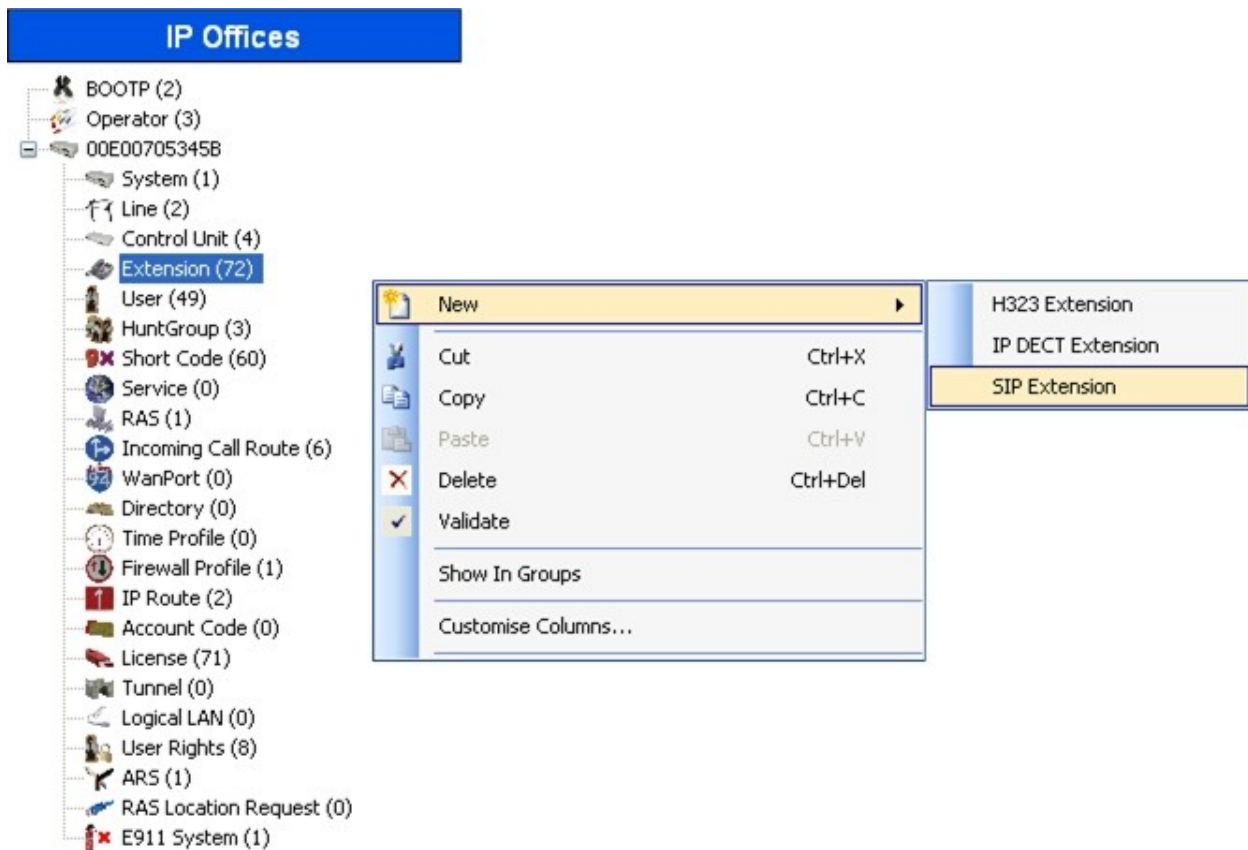 IP Offices
BOOTP (2)
Operator (3)
00E00705345B
System (1)
Line (2)
Control Unit (4)
Extension (72)
User (49)
HuntGroup (3)
Short Code (60)
Service (0)
RAS (1)
Incoming Call Route (6)
WanPort (0)
Directory (0)
Time Profile (0)
Firewall Profile (1)
IP Route (2)
Account Code (0)
License (71)
Tunnel (0)
Logical LAN (0)
User Rights (8)
ARS (1)
RAS Location Request (0)
E911 System (1)
New
Cut Ctrl+X
Copy Ctrl+C
Paste Ctrl+V
Delete Ctrl+Del
Validate
Show In Groups
Customise Columns...
H323 Extension
IP DECT Extension
SIP Extension